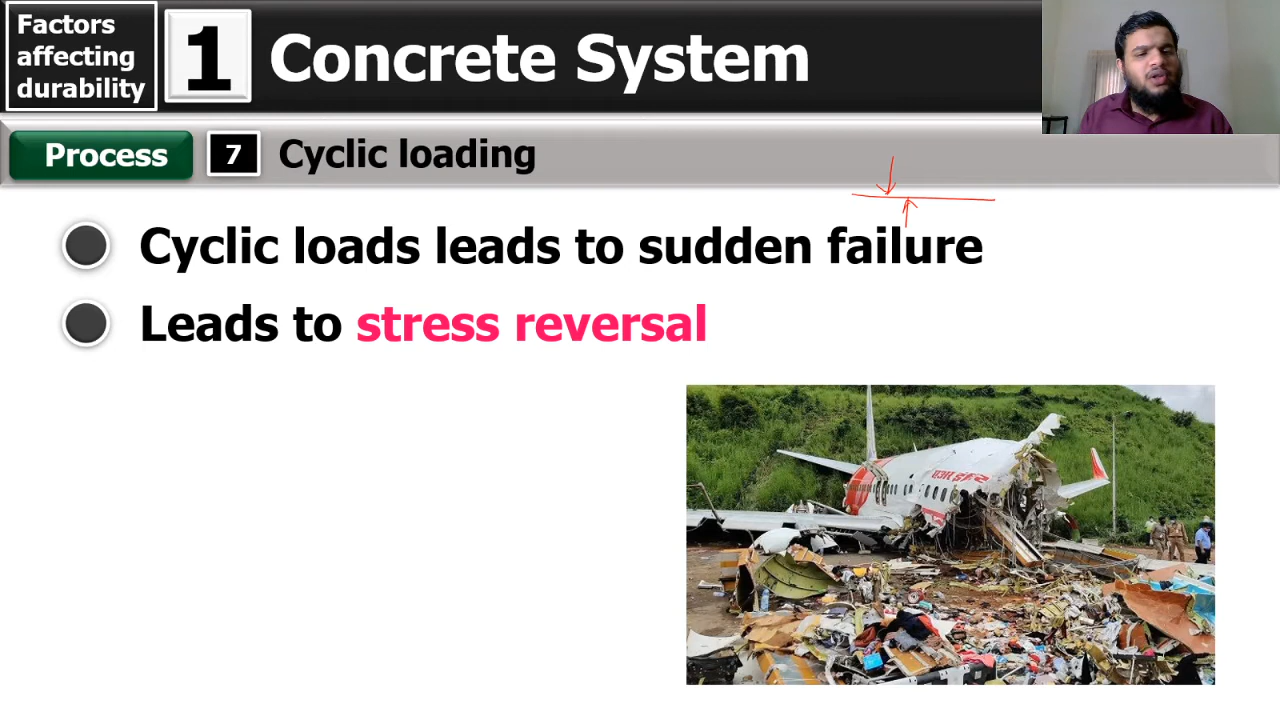 Factors
affecting
durability
1
Concrete System
Process
7
Cyclic loading
Cyclic loads leads to sudden failure
Leads to stress reversal